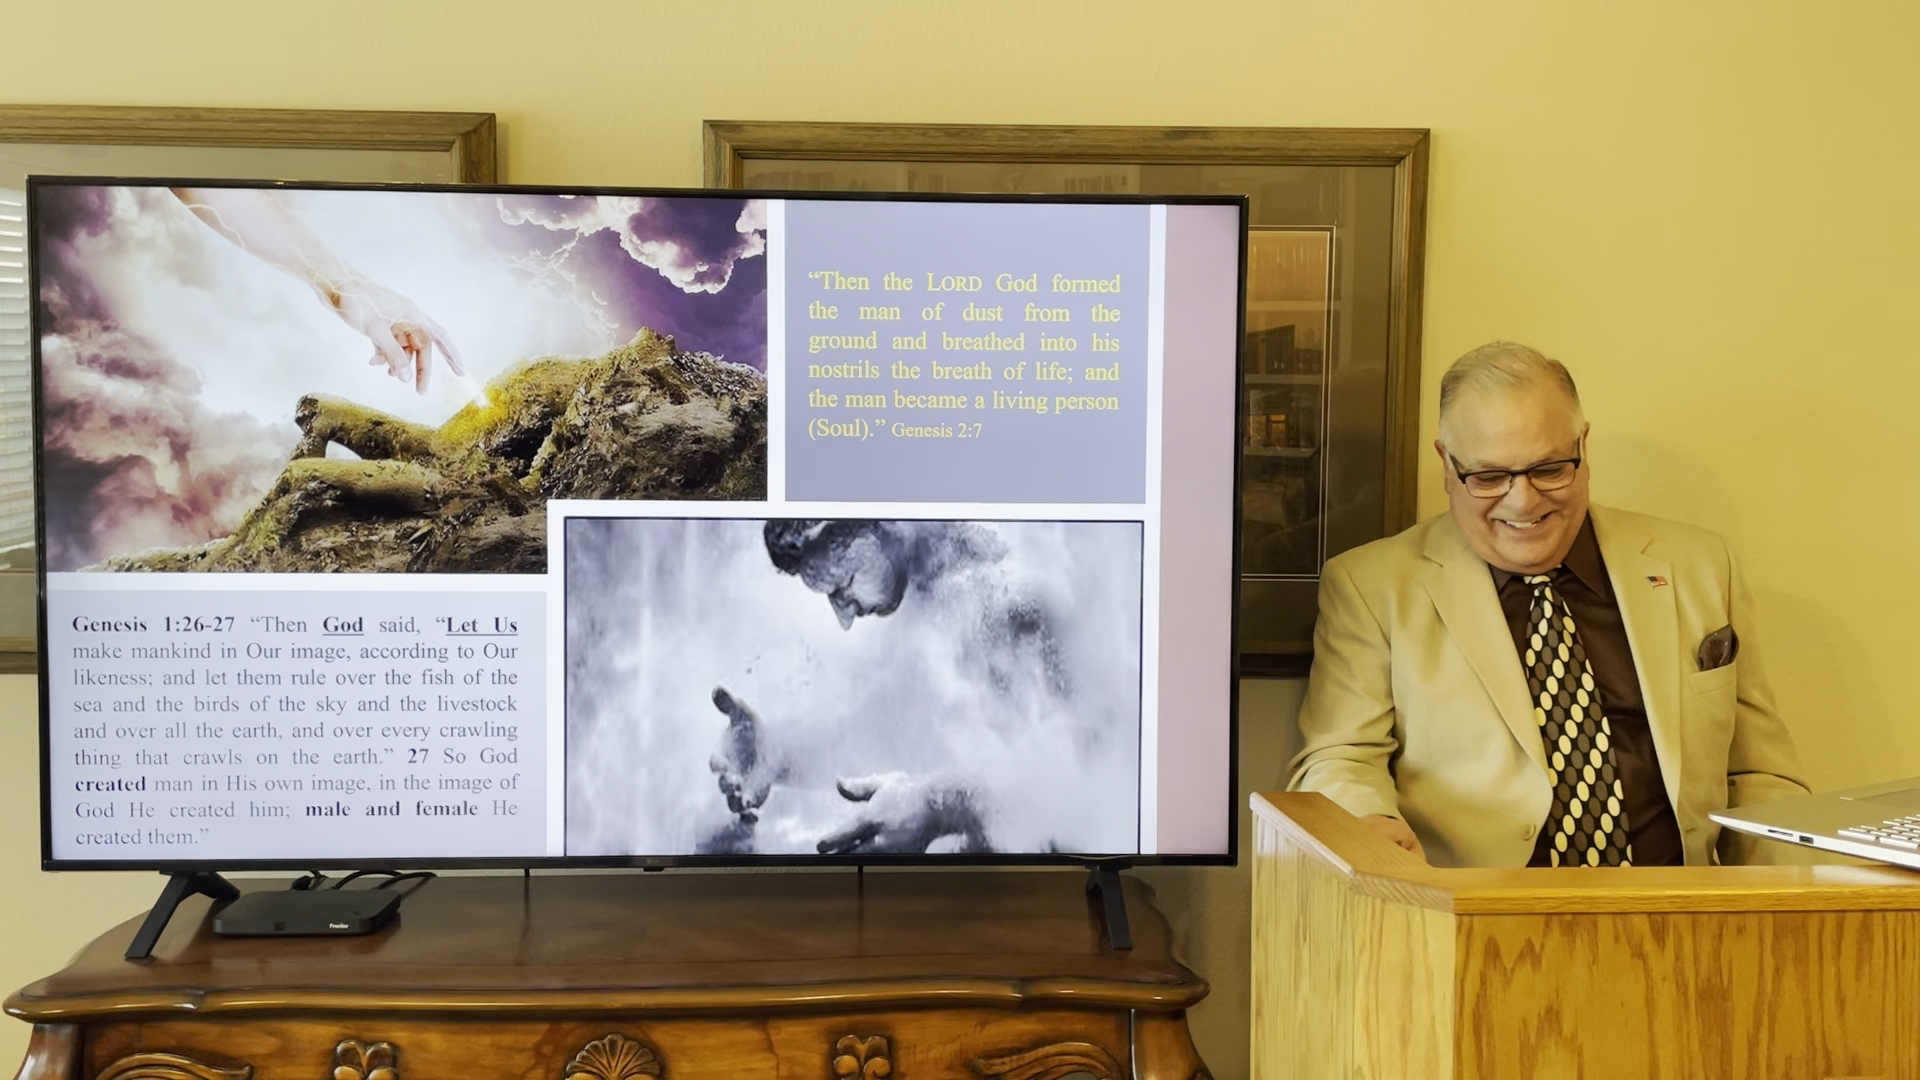 “Then the LORD God formed
the man of dust from the
ground and breathed into his
nostrils the breath of life; and
the man became a living person
(Soul).” Genesis 2:7
Genesis 1:26-27 “Then God said, “Let Us
make mankind in Our image, according to Our
likeness; and let them rule over the fish of the
sea and the birds of the sky and the livestock
and over all the earth, and over every crawling
thing that crawls on the earth.” 27 So God
created man in His own image, in the image of
God He created him; male and female He
created them.”
Frontier